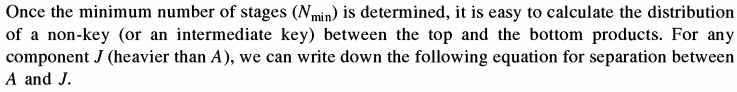 Once the minimum number of stages (Nmin) is determined, it is easy to calculate the distribution
of a non-key (or an intermediate key) between the top and the bottom products. For any
component J (heavier than A), we can write down the following equation for separation between
A and J.